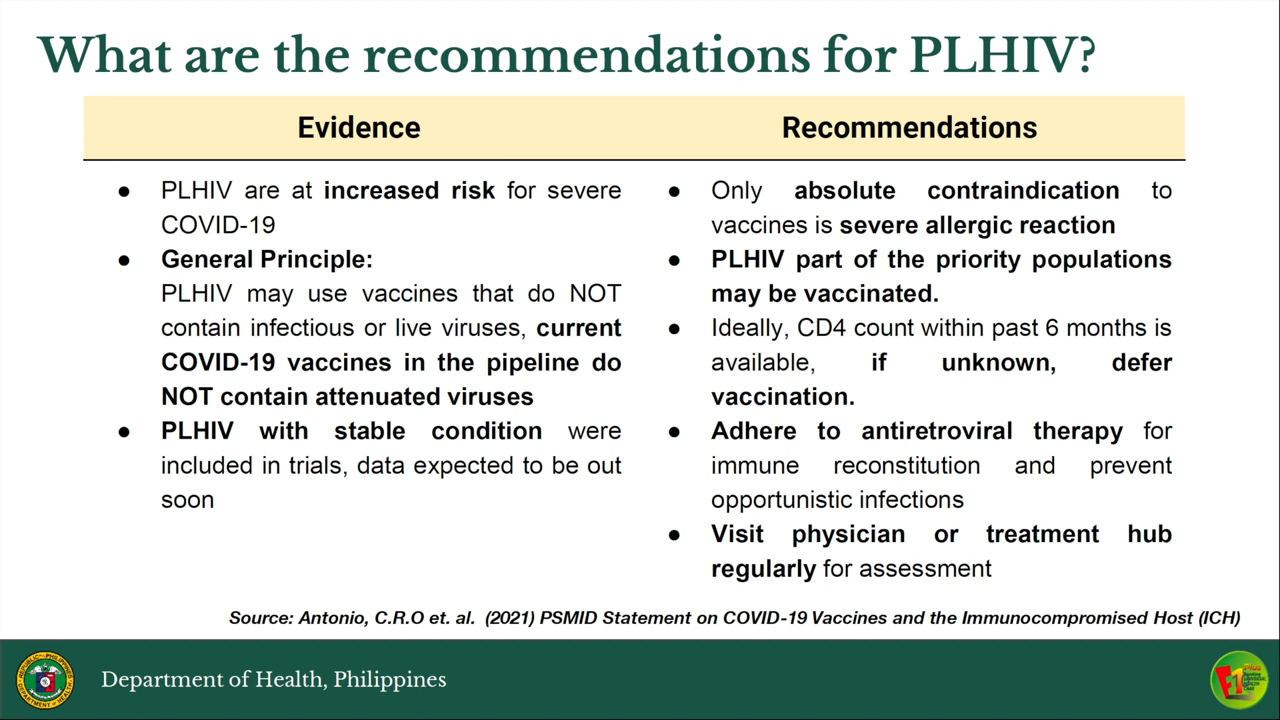 What are the recommendations for PLHIV?
Evidence
● PLHIV are at increased risk for severe
COVID-19
● General Principle:
PLHIV may use vaccines that do NOT
contain infectious or live viruses, current
COVID-19 vaccines in the pipeline do
NOT contain attenuated viruses
● PLHIV with stable condition were
included in trials, data expected to be out
soon
Recommendations
● Only absolute contraindication to
vaccines is severe allergic reaction
● PLHIV part of the priority populations
may be vaccinated.
● Ideally, CD4 count within past 6 months is
available, if unknown, defer
vaccination.
● Adhere to antiretroviral therapy for
immune reconstitution and prevent
opportunistic infections
● Visit physician or treatment hub
regularly for assessment
Source: Antonio, C.R.O et. al. (2021) PSMID Statement on COVID-19 Vaccines and the Immunocompromised Host (ICH)
Department of Health, Philippines
F1
Plus